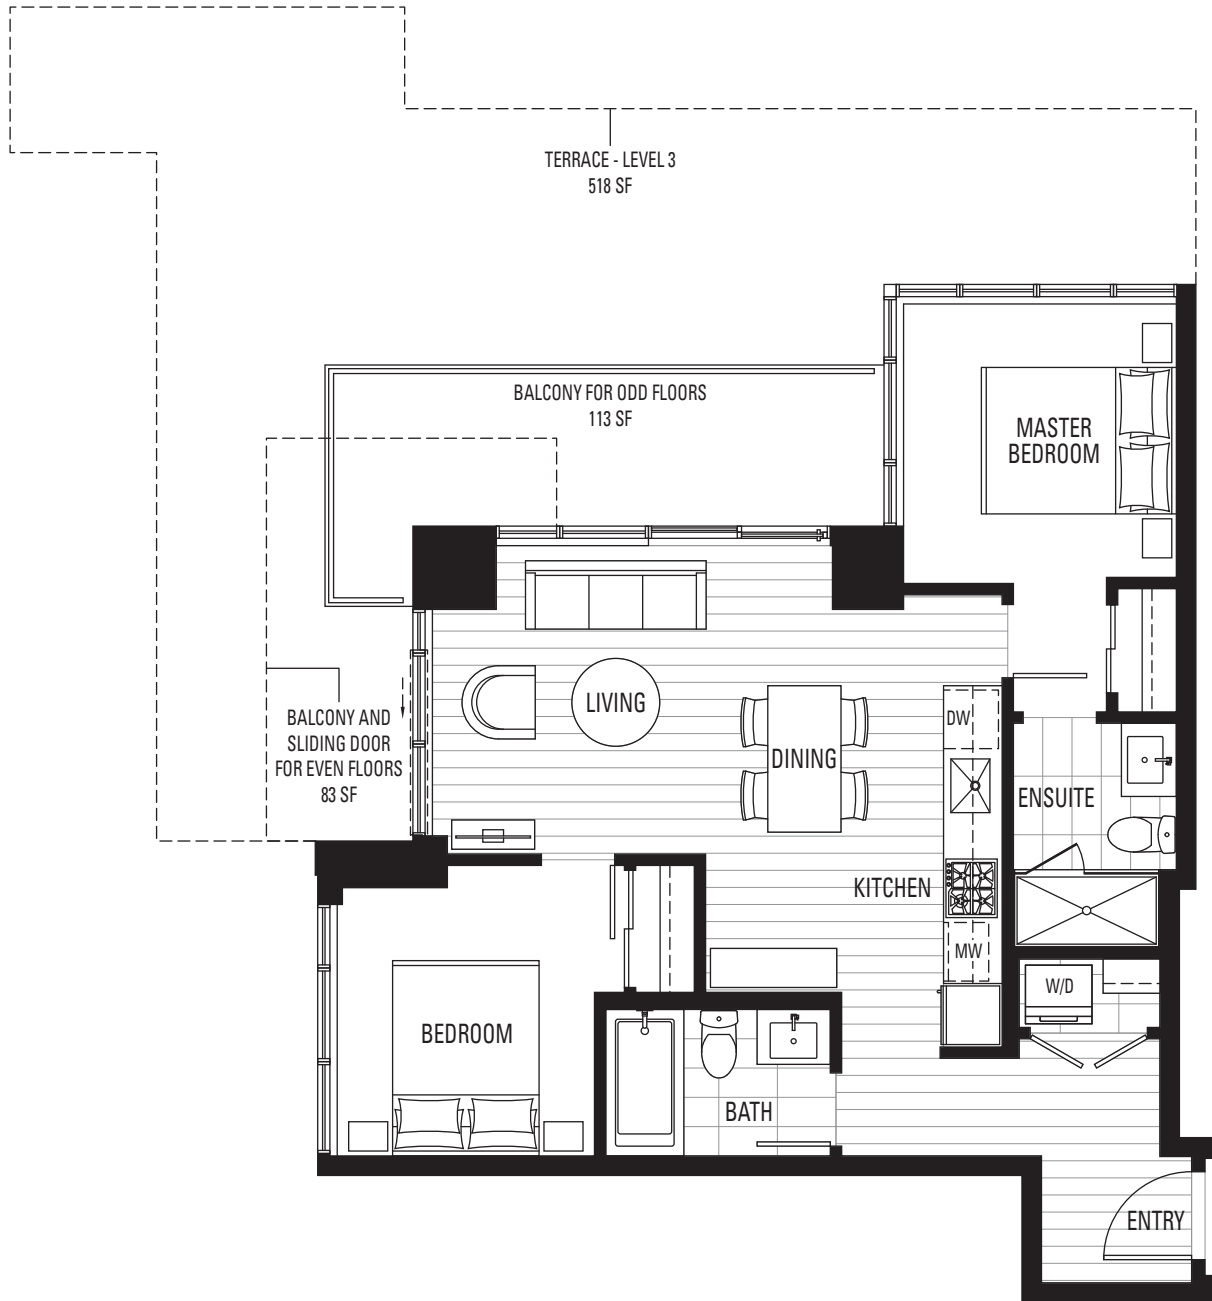 TERRACE - LEVEL 3
518 SF
BALCONY FOR ODD FLOORS
113 SF
MASTER
BEDROOM
LIVING
DW
BALCONY AND
SLIDING DOOR
FOR EVEN FLOORS
83 SF
DINING
ENSUITE
KITCHEN
MW
W/D
BEDROOM
BATH
ENTRY